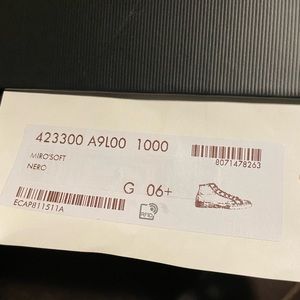 423300 A9L00 1000
8071478263
MIRO'SOFT
NERO
G 06+
ECAP811511A
RFID